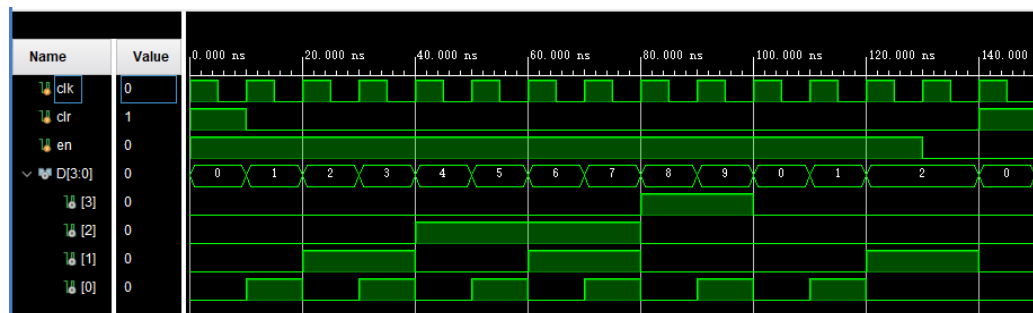 Name Value 0.000 ns 20.000 ns 40.000 ns 60.000 ns 80.000 ns 100.000 ns 120.000 ns 140.000
clk 0
clr 1
en 0
D[3:0] 0 0 1 2 3 4 5 6 7 8 9 0 1 2 0
[3] 0
[2] 0
[1] 0
[0] 0